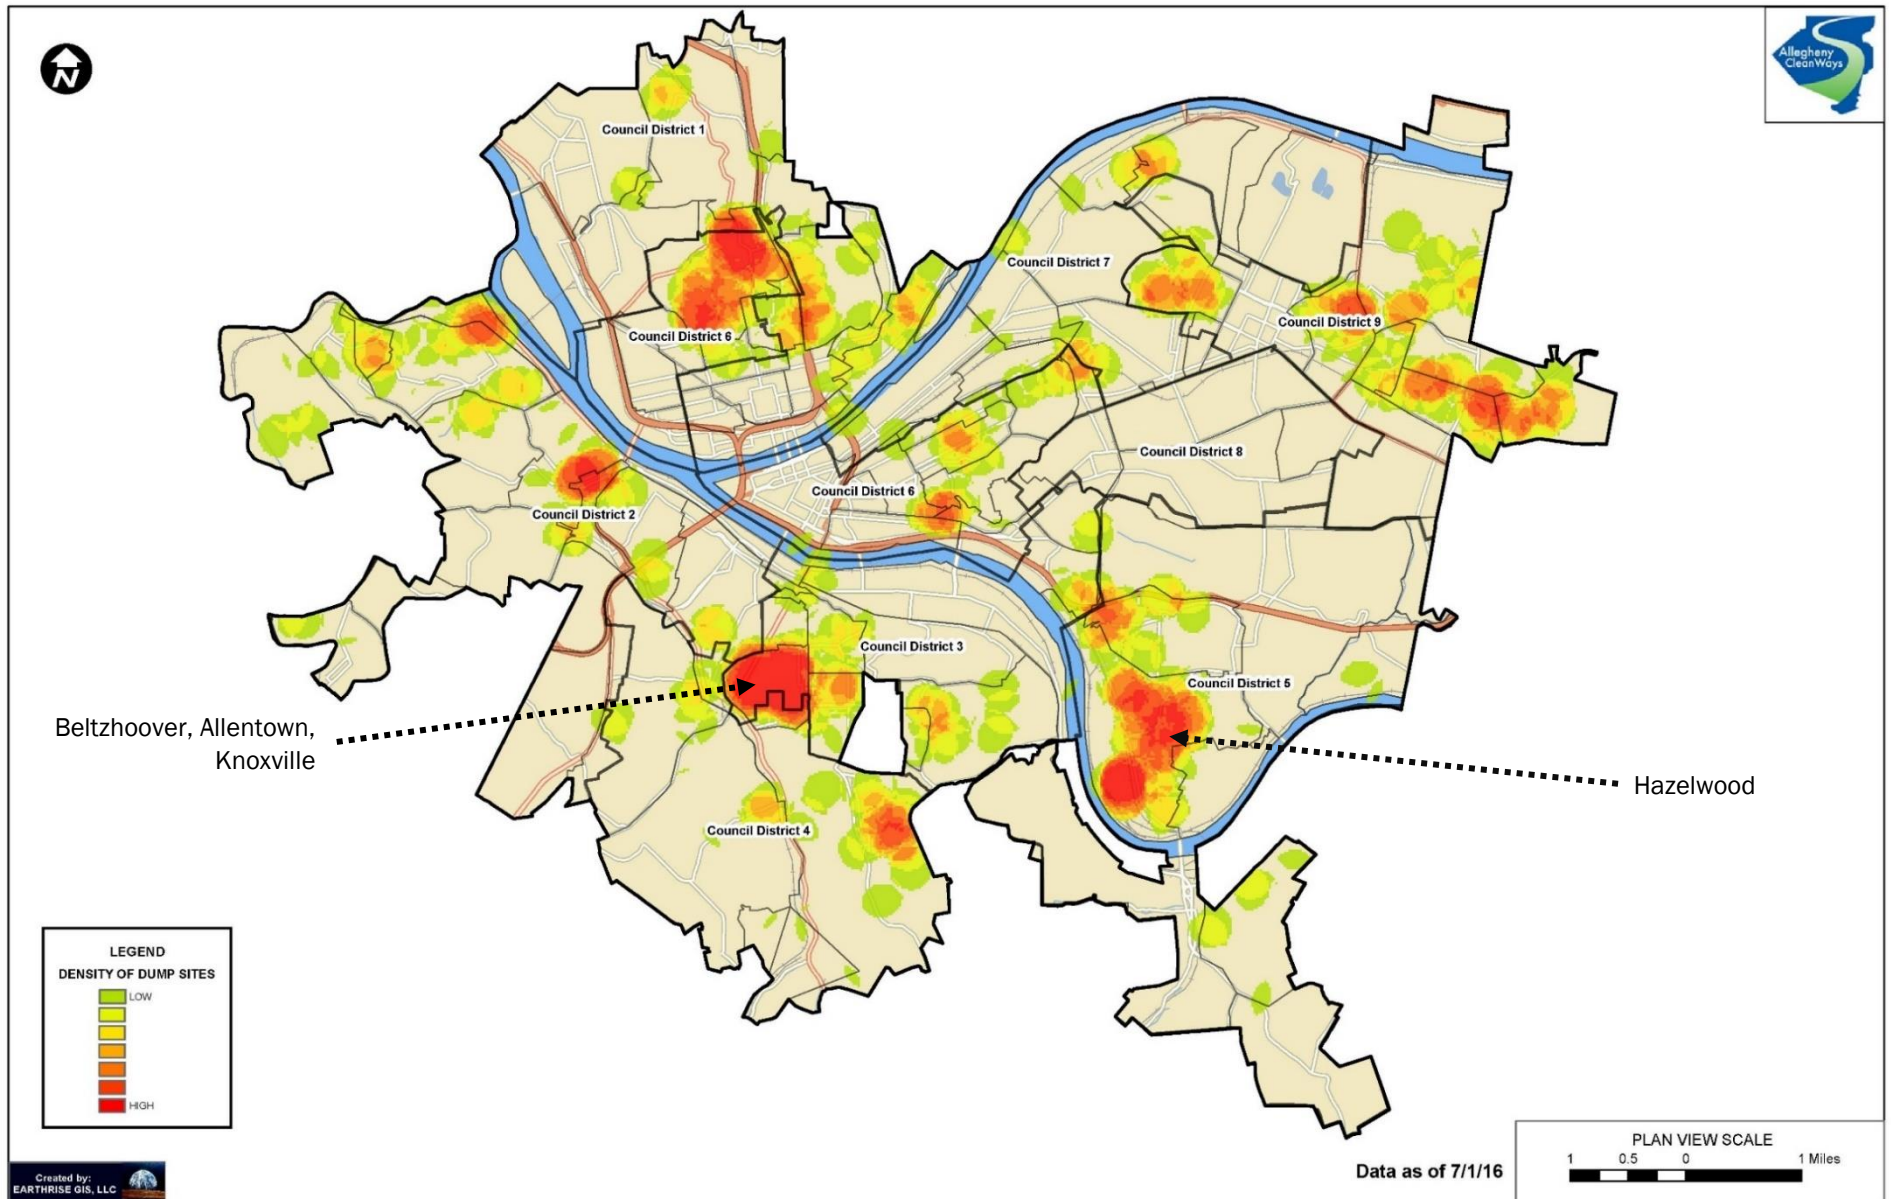 N
Allegheny
CleanWays
Council District 1
Council District 7
Council District 9
Council District 6
Council District 8
Council District 6
Council District 2
Council District 3
Council District 5
Beltzhoover, Allentown,
Knoxville
Hazelwood
Council District 4
LEGEND
DENSITY OF DUMP SITES
LOW
HIGH
PLAN VIEW SCALE
1 0.5 0 1 Miles
Data as of 7/1/16
Created by:
EARTHRISE GIS, LLC